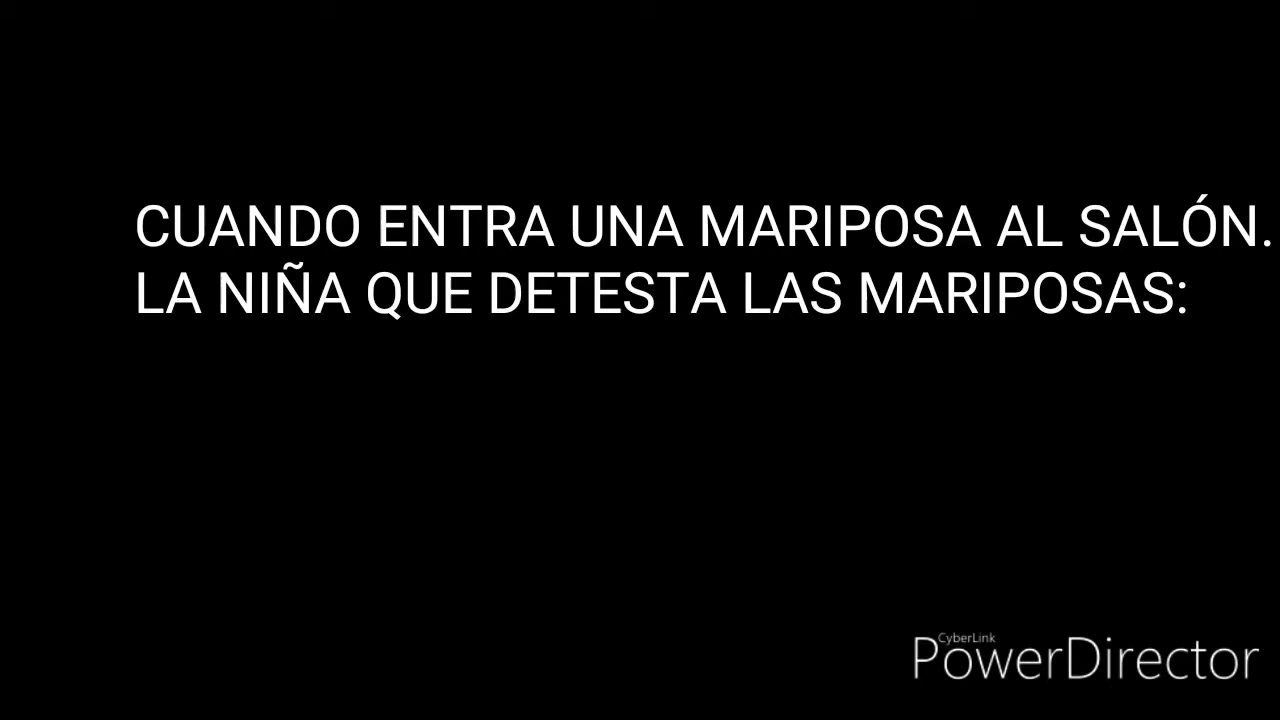 CUANDO ENTRA UNA MARIPOSA AL SALÓN.
LA NIÑA QUE DETESTA LAS MARIPOSAS:
CyberLink
PowerDirector